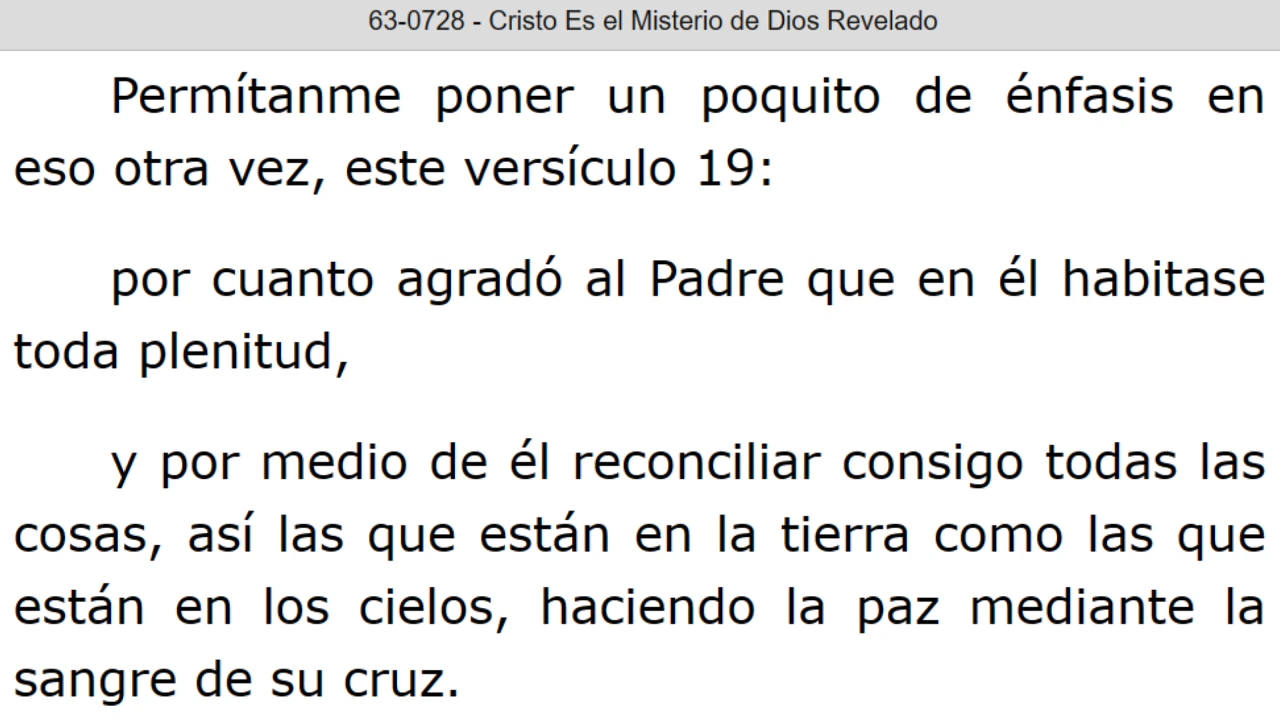 63-0728 - Cristo Es el Misterio de Dios Revelado
Permítanme poner un poquito de énfasis en
eso otra vez, este versículo 19:
por cuanto agradó al Padre que en él habitase
toda plenitud,
y por medio de él reconciliar consigo todas las
cosas, así las que están en la tierra como las que
están en los cielos, haciendo la paz mediante la
sangre de su cruz.